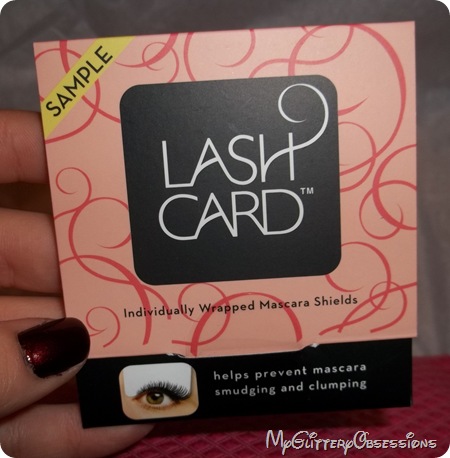 SAMPLE
LASH
CARD™
Individually Wrapped Mascara Shields
helps prevent mascara
smudging and clumping
MyGlitteryObsessions